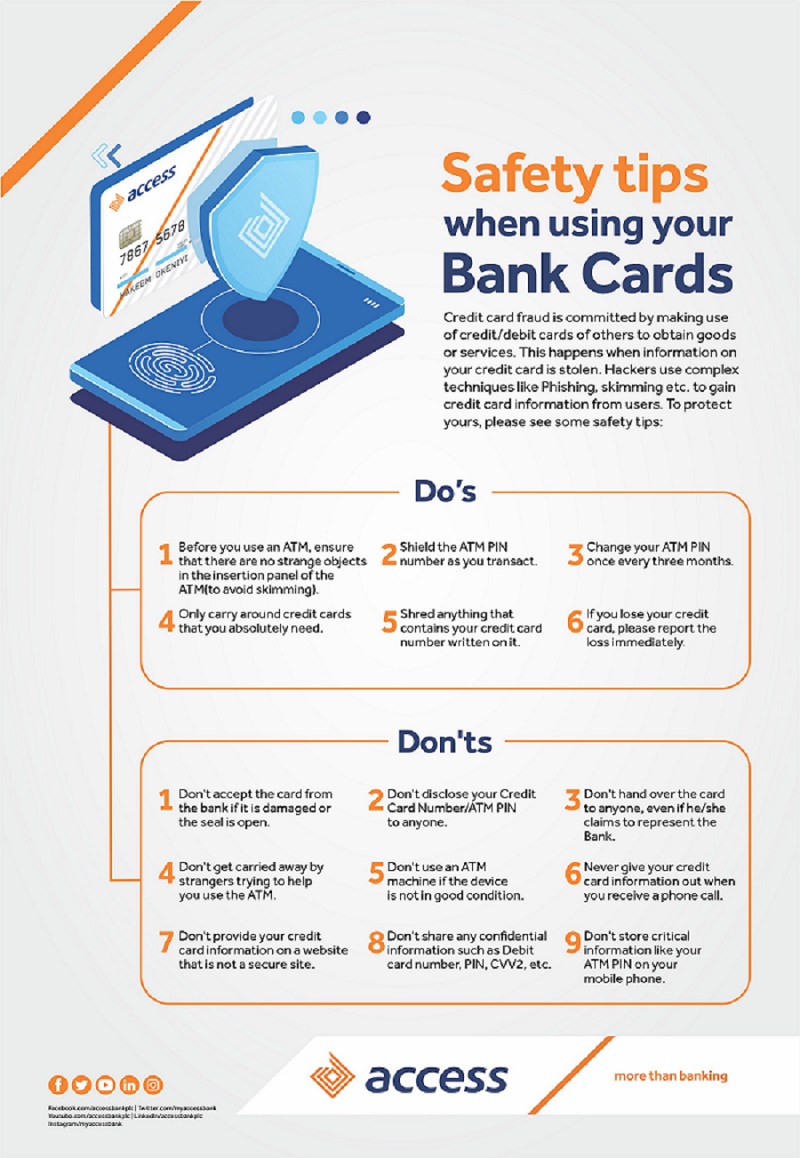 access
7867 5678
HAKEEM OKENIYI
Safety tips
when using your
Bank Cards
Credit card fraud is committed by making use
of credit/debit cards of others to obtain goods
or services. This happens when information on
your credit card is stolen. Hackers use complex
techniques like Phishing, skimming etc. to gain
credit card information from users. To protect
yours, please see some safety tips:
Do's
1 Before you use an ATM, ensure
that there are no strange objects
in the insertion panel of the
ATM(to avoid skimming).
2 Shield the ATM PIN
number as you transact.
3 Change your ATM PIN
once every three months.
4 Only carry around credit cards
that you absolutely need.
5 Shred anything that
contains your credit card
number written on it.
6 If you lose your credit
card, please report the
loss immediately.
Don'ts
1 Don't accept the card from
the bank if it is damaged or
the seal is open.
2 Don't disclose your Credit
Card Number/ATM PIN
to anyone.
3 Don't hand over the card
to anyone, even if he/she
claims to represent the
Bank.
4 Don't get carried away by
strangers trying to help
you use the ATM.
5 Don't use an ATM
machine if the device
is not in good condition.
6 Never give your credit
card information out when
you receive a phone call.
7 Don't provide your credit
card information on a website
that is not a secure site.
8 Don't share any confidential
information such as Debit
card number, PIN, CVV2, etc.
9 Don't store critical
information like your
ATM PIN on your
mobile phone.
Facebook.com/accessbankplc | Twitter.com/myaccessbank
Youtube.com/accessbankplc | LinkedIn/accessbankplc
Instagram/myaccessbank
access
more than banking